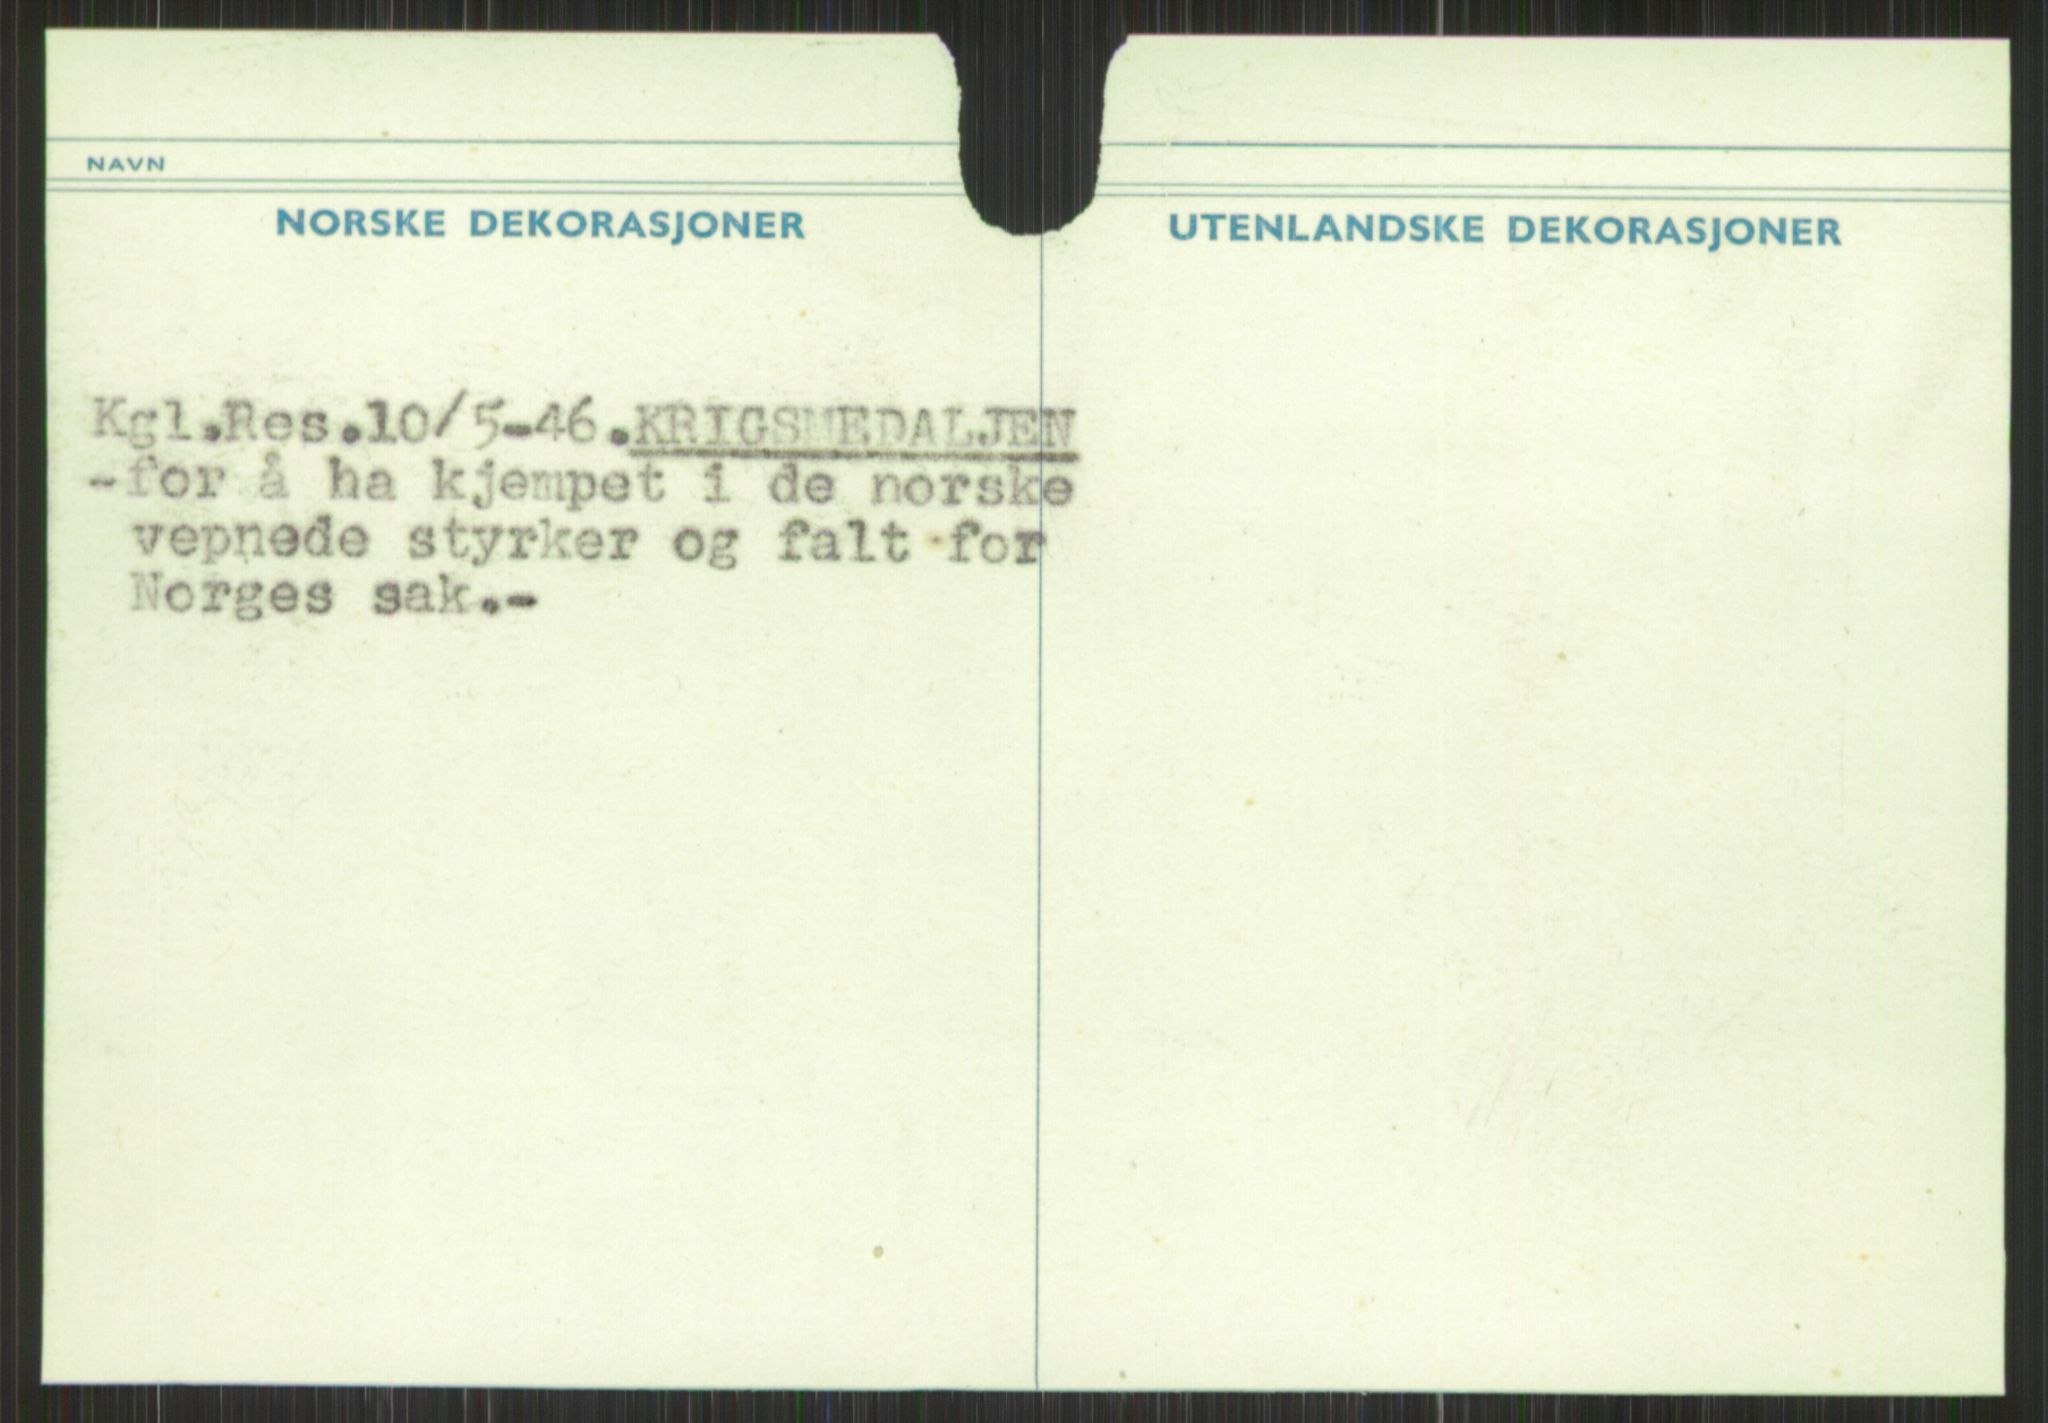 NAVN
NORSKE DEKORASJONER
UTENLANDSKE DEKORASJONER
Kgl.Res.10/5-46.KRIGSMEDALJEN
-for å ha kjempet i de norske
vepnede styrker og falt for
Norges sak.-